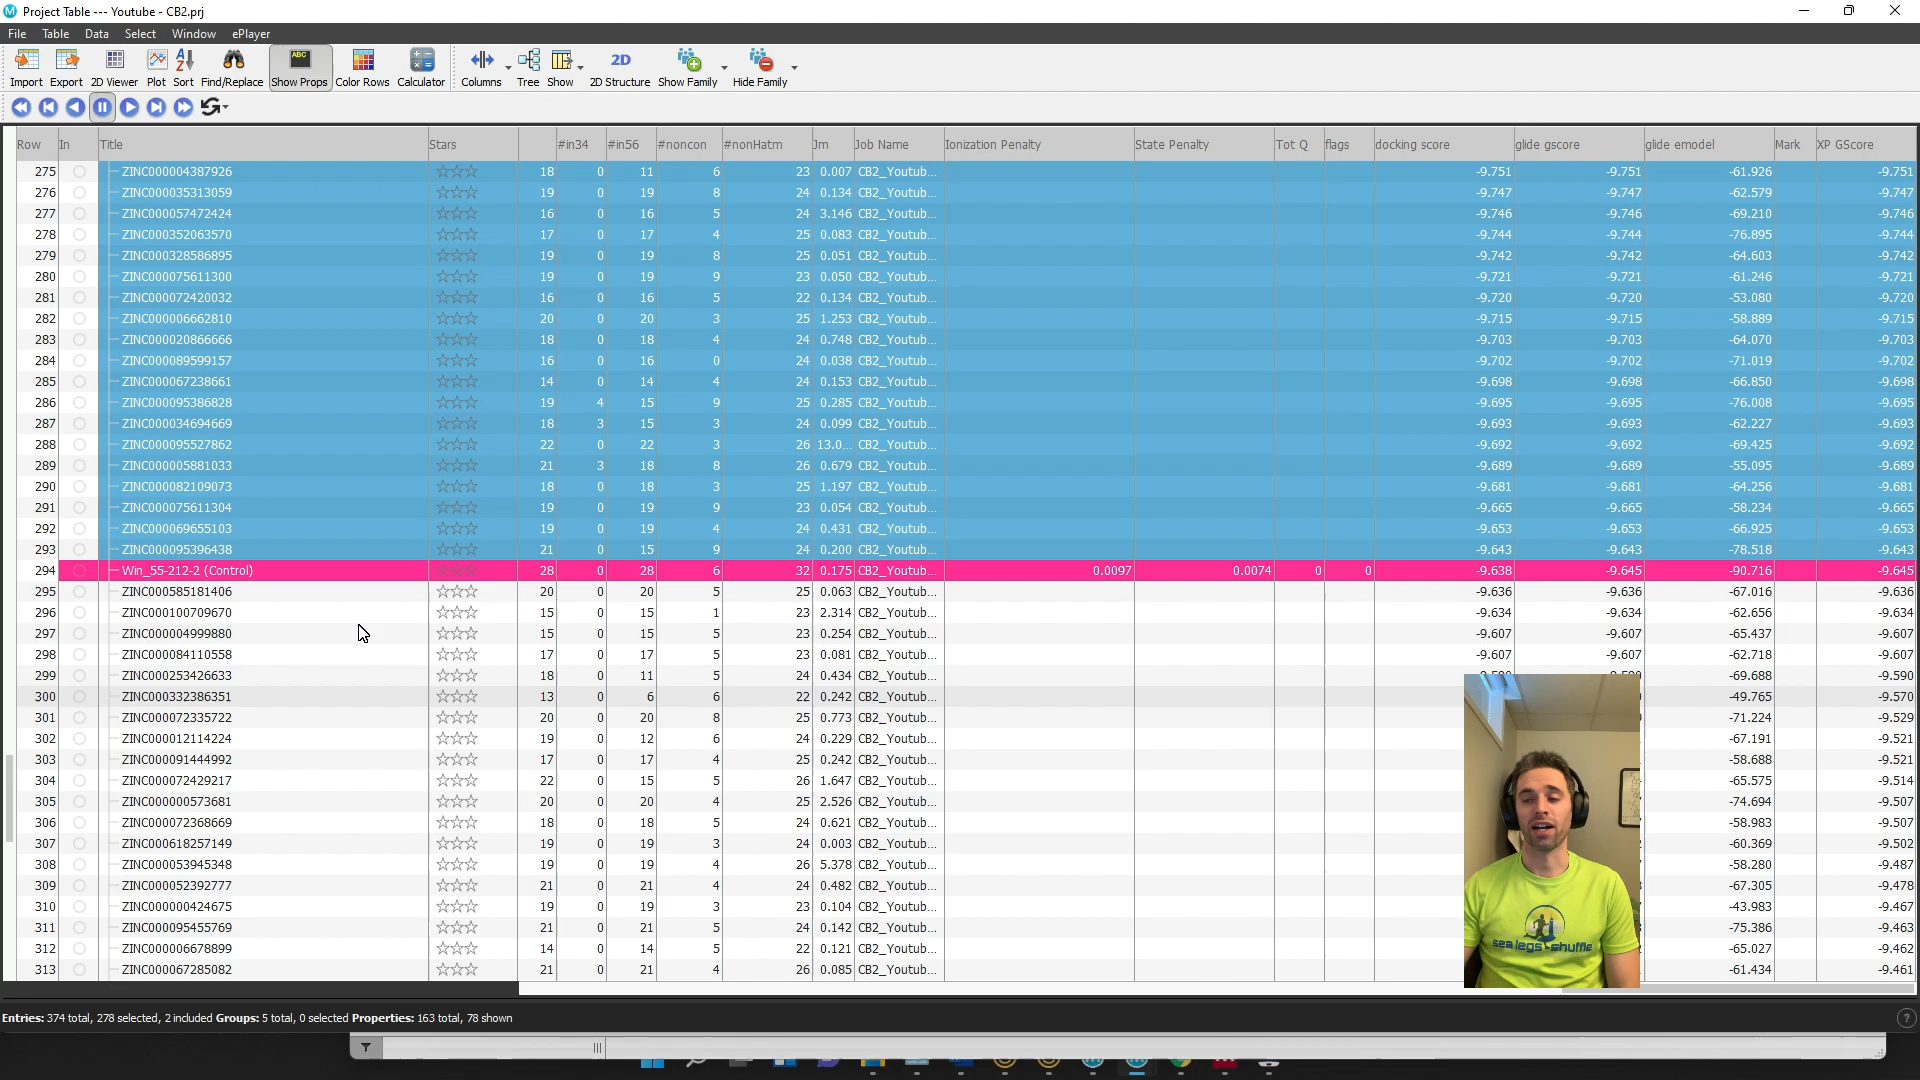 Project Table --- Youtube - CB2.prj
File Table Data Select Window ePlayer
ABC 2D
Import Export 2D Viewer Plot Sort Find/Replace Show Props Color Rows Calculator Columns Tree Show 2D Structure Show Family Hide Family
Row In Title Stars #in34 #in56 #noncon #nonHatm Jm Job Name Ionization Penalty State Penalty Tot Q flags docking score glide gscore glide emodel Mark XP GScore
275 ZINC000004387926 18 0 11 6 23 0.007 CB2_Youtub... -9.751 -9.751 -61.926 -9.751
276 ZINC000035313059 19 0 19 8 24 0.134 CB2_Youtub... -9.747 -9.747 -62.579 -9.747
277 ZINC000057472424 16 0 16 5 24 3.146 CB2_Youtub... -9.746 -9.746 -69.210 -9.746
278 ZINC000352063570 17 0 17 4 25 0.083 CB2_Youtub... -9.744 -9.744 -76.895 -9.744
279 ZINC000328586895 19 0 19 8 25 0.051 CB2_Youtub... -9.742 -9.742 -64.603 -9.742
280 ZINC000075611300 19 0 19 9 23 0.050 CB2_Youtub... -9.721 -9.721 -61.246 -9.721
281 ZINC000072420032 16 0 16 5 22 0.134 CB2_Youtub... -9.720 -9.720 -53.080 -9.720
282 ZINC000006662810 20 0 20 3 25 1.253 CB2_Youtub... -9.715 -9.715 -58.889 -9.715
283 ZINC000020866666 18 0 18 4 24 0.748 CB2_Youtub... -9.703 -9.703 -64.070 -9.703
284 ZINC000089599157 16 0 16 0 24 0.038 CB2_Youtub... -9.702 -9.702 -71.019 -9.702
285 ZINC000067238661 14 0 14 4 24 0.153 CB2_Youtub... -9.698 -9.698 -66.850 -9.698
286 ZINC000095386828 19 4 15 9 25 0.285 CB2_Youtub... -9.695 -9.695 -76.008 -9.695
287 ZINC000034694669 18 3 15 3 24 0.099 CB2_Youtub... -9.693 -9.693 -62.227 -9.693
288 ZINC000095527862 22 0 22 3 26 13.0... CB2_Youtub... -9.692 -9.692 -69.425 -9.692
289 ZINC000005881033 21 3 18 8 26 0.679 CB2_Youtub... -9.689 -9.689 -55.095 -9.689
290 ZINC000082109073 18 0 18 3 25 1.197 CB2_Youtub... -9.681 -9.681 -64.256 -9.681
291 ZINC000075611304 19 0 19 9 23 0.054 CB2_Youtub... -9.665 -9.665 -58.234 -9.665
292 ZINC000069655103 19 0 19 4 24 0.431 CB2_Youtub... -9.653 -9.653 -66.925 -9.653
293 ZINC000095396438 21 0 15 9 24 0.200 CB2_Youtub... -9.643 -9.643 -78.518 -9.643
294 Win_55-212-2 (Control) 28 0 28 6 32 0.175 CB2_Youtub... 0.0097 0.0074 0 0 -9.638 -9.645 -90.716 -9.645
295 ZINC000585181406 20 0 20 5 25 0.063 CB2_Youtub... -9.636 -9.636 -67.016 -9.636
296 ZINC000100709670 15 0 15 1 23 2.314 CB2_Youtub... -9.634 -9.634 -62.656 -9.634
297 ZINC000004999880 15 0 15 5 23 0.254 CB2_Youtub... -9.607 -9.607 -65.437 -9.607
298 ZINC000084110558 17 0 17 5 23 0.081 CB2_Youtub... -9.607 -9.607 -62.718 -9.607
299 ZINC000253426633 18 0 11 5 24 0.434 CB2_Youtub... -69.688 -9.590
300 ZINC000332386351 13 0 6 6 22 0.242 CB2_Youtub... -49.765 -9.570
301 ZINC000072335722 20 0 20 8 25 0.773 CB2_Youtub... -71.224 -9.529
302 ZINC000012114224 19 0 12 6 24 0.229 CB2_Youtub... -67.191 -9.521
303 ZINC000091444992 17 0 17 4 25 0.242 CB2_Youtub... -58.688 -9.521
304 ZINC000072429217 22 0 15 5 26 1.647 CB2_Youtub... -65.575 -9.514
305 ZINC000000573681 20 0 20 4 25 2.526 CB2_Youtub... -74.694 -9.507
306 ZINC000072368669 18 0 18 5 24 0.621 CB2_Youtub... -58.983 -9.507
307 ZINC000618257149 19 0 19 3 24 0.003 CB2_Youtub... -60.369 -9.502
308 ZINC000053945348 19 0 19 4 26 5.378 CB2_Youtub... -58.280 -9.487
309 ZINC000052392777 21 0 21 4 24 0.482 CB2_Youtub... -67.305 -9.478
310 ZINC000000424675 19 0 19 3 23 0.104 CB2_Youtub... -43.983 -9.467
311 ZINC000095455769 21 0 21 5 24 0.142 CB2_Youtub... -75.386 -9.463
312 ZINC000006678899 14 0 14 5 22 0.121 CB2_Youtub... -65.027 -9.462
313 ZINC000067285082 21 0 21 4 26 0.085 CB2_Youtub... -61.434 -9.461
sea legs shuffle
Entries: 374 total, 278 selected, 2 included Groups: 5 total, 0 selected Properties: 163 total, 78 shown